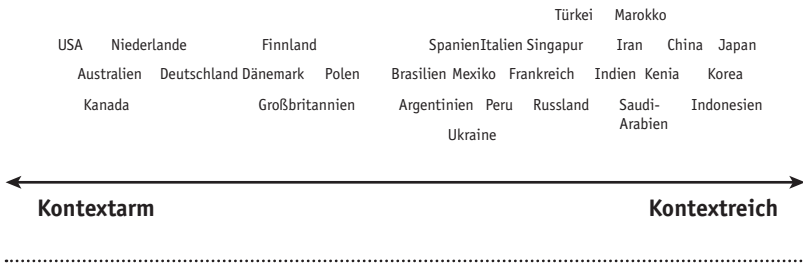 Türkei Marokko
USA Niederlande Finnland SpanienItalien Singapur Iran China Japan
Australien Deutschland Dänemark Polen Brasilien Mexiko Frankreich Indien Kenia Korea
Kanada Großbritannien Argentinien Peru Russland Saudi- Indonesien
Arabien
Ukraine
Kontextarm Kontextreich